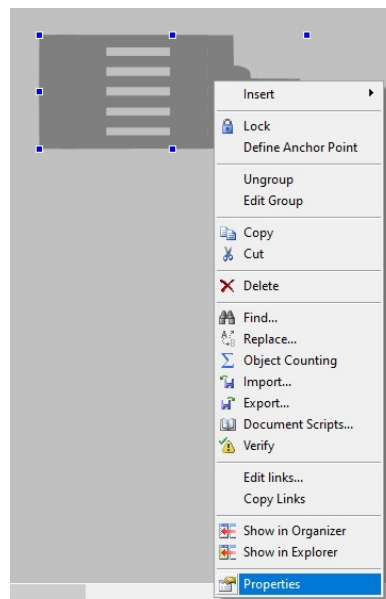 Insert
Lock
Define Anchor Point
Ungroup
Edit Group
Copy
Cut
Delete
Find...
Replace...
Object Counting
Import...
Export...
Document Scripts...
Verify
Edit links...
Copy Links
Show in Organizer
Show in Explorer
Properties